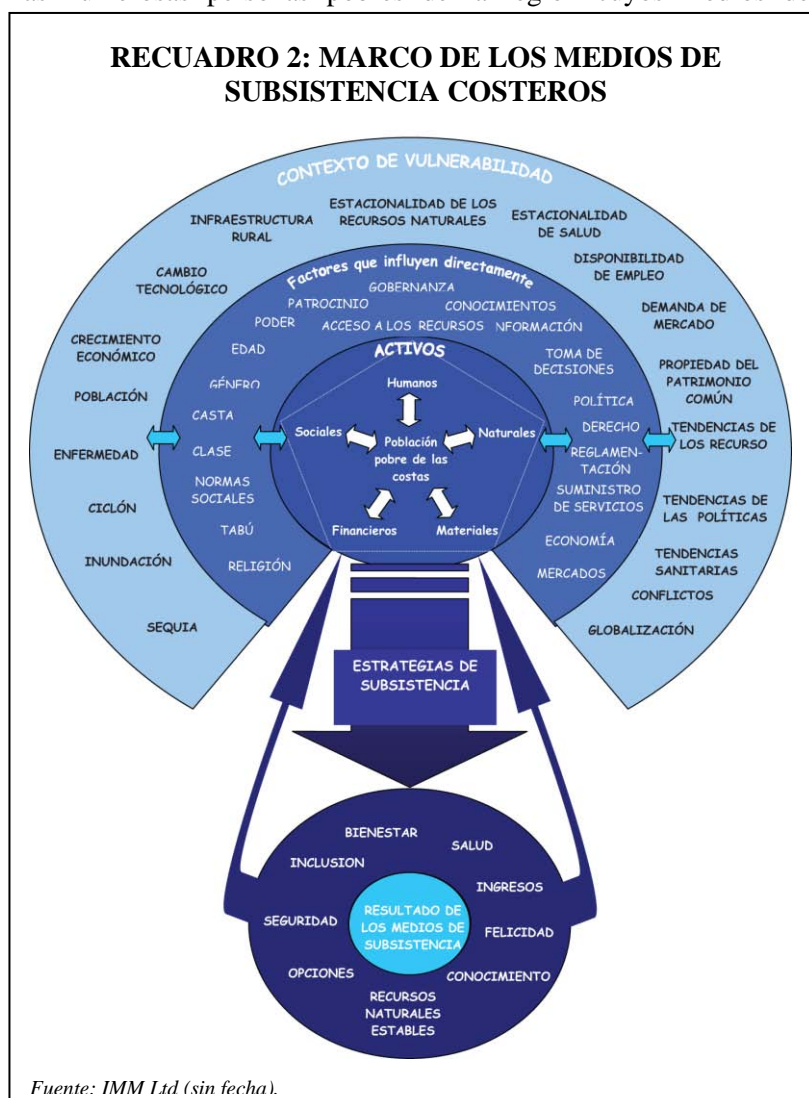 RECUADRO 2: MARCO DE LOS MEDIOS DE
SUBSISTENCIA COSTEROS
CONTEXTO DE VULNERABILIDAD
ESTACIONALIDAD DE LOS
RECURSOS NATURALES
INFRAESTRUCTURA
RURAL
ESTACIONALIDAD
DE SALUD
CAMBIO
TECNOLÓGICO
DISPONIBILIDAD
DE EMPLEO
DEMANDA DE
MERCADO
CRECIMIENTO
ECONÓMICO
PROPIEDAD DEL
PATRIMONIO
COMÚN
POBLACIÓN
TENDENCIAS DE
LOS RECURSO
ENFERMEDAD
CICLÓN
TENDENCIAS DE
LAS POLÍTICAS
INUNDACIÓN
TENDENCIAS
SANITARIAS
CONFLICTOS
SEQUIA
GLOBALIZACIÓN
Factores que influyen directamente
GOBERNANZA
PATROCINIO
CONOCIMIENTOS
PODER
ACCESO A LOS RECURSOS
NFORMACIÓN
EDAD
TOMA DE
DECISIONES
GÉNERO
POLÍTICA
CASTA
DERECHO
CLASE
REGLAMEN-
TACIÓN
NORMAS
SOCIALES
SUMINISTRO
DE SERVICIOS
TABÚ
ECONOMÍA
RELIGIÓN
MERCADOS
ACTIVOS
Humanos
Sociales
Naturales
Población
pobre de las
costas
Financieros
Materiales
ESTRATEGIAS DE
SUBSISTENCIA
BIENESTAR
SALUD
INCLUSION
INGRESOS
SEGURIDAD
RESULTADO DE
LOS MEDIOS DE
SUBSISTENCIA
FELICIDAD
OPCIONES
CONOCIMIENTO
RECURSOS
NATURALES
ESTABLES
Fuente: IMM Ltd (sin fecha).